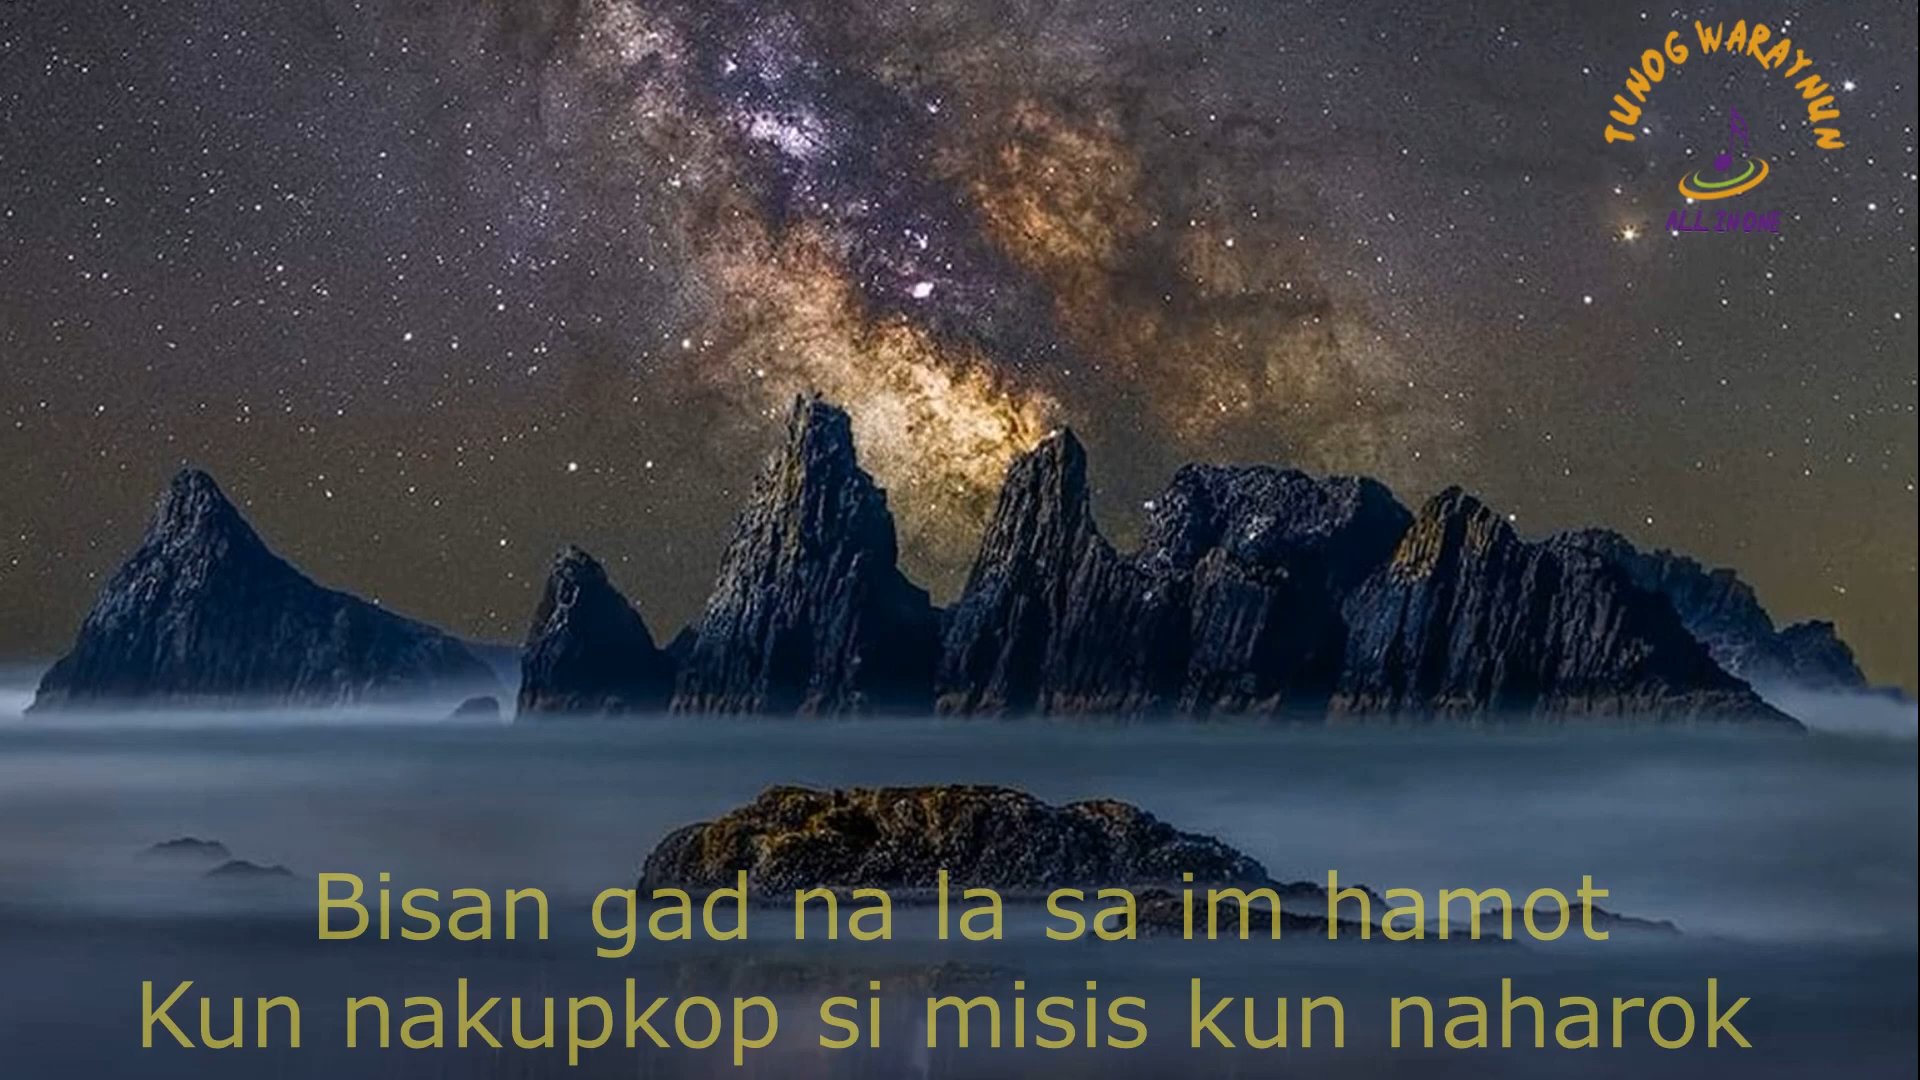 TUNOG WARAYNUN
ALL IN ONE
Bisan gad na la sa im hamot
Kun nakupkop si misis kun naharok